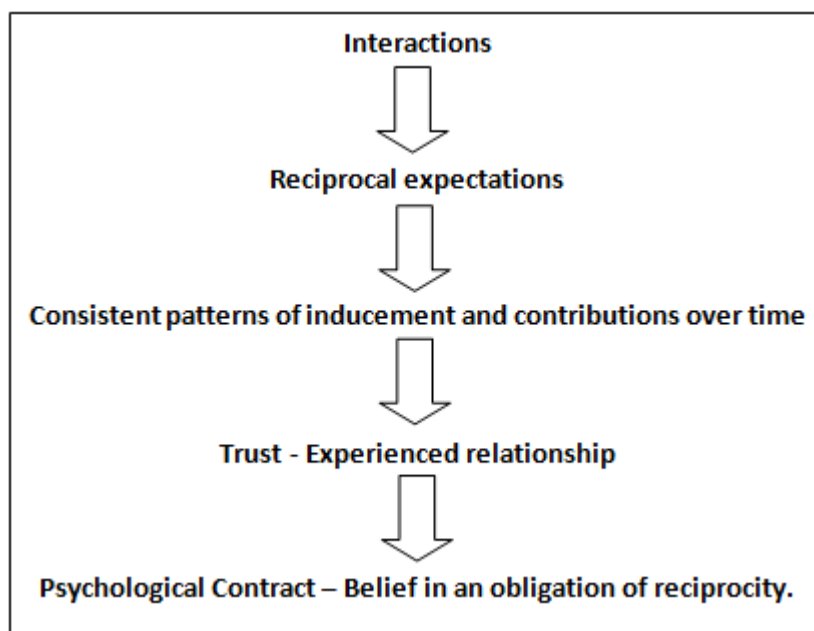 Interactions
Reciprocal expectations
Consistent patterns of inducement and contributions over time
Trust - Experienced relationship
Psychological Contract – Belief in an obligation of reciprocity.